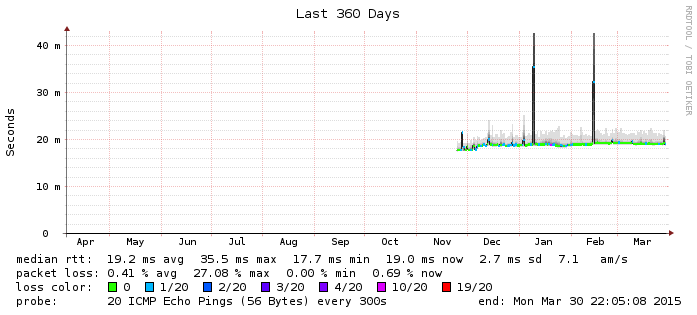 Last 360 Days
RRDTOOL / TOBI OETIKER
Seconds
40 m
30 m
20 m
10 m
0
Apr May Jun Jul Aug Sep Oct Nov Dec Jan Feb Mar
median rtt: 19.2 ms avg 35.5 ms max 17.7 ms min 19.0 ms now 2.7 ms sd 7.1 am/s
packet loss: 0.41 % avg 27.08 % max 0.00 % min 0.69 % now
loss color: 0 1/20 2/20 3/20 4/20 10/20 19/20
probe: 20 ICMP Echo Pings (56 Bytes) every 300s end: Mon Mar 30 22:05:08 2015